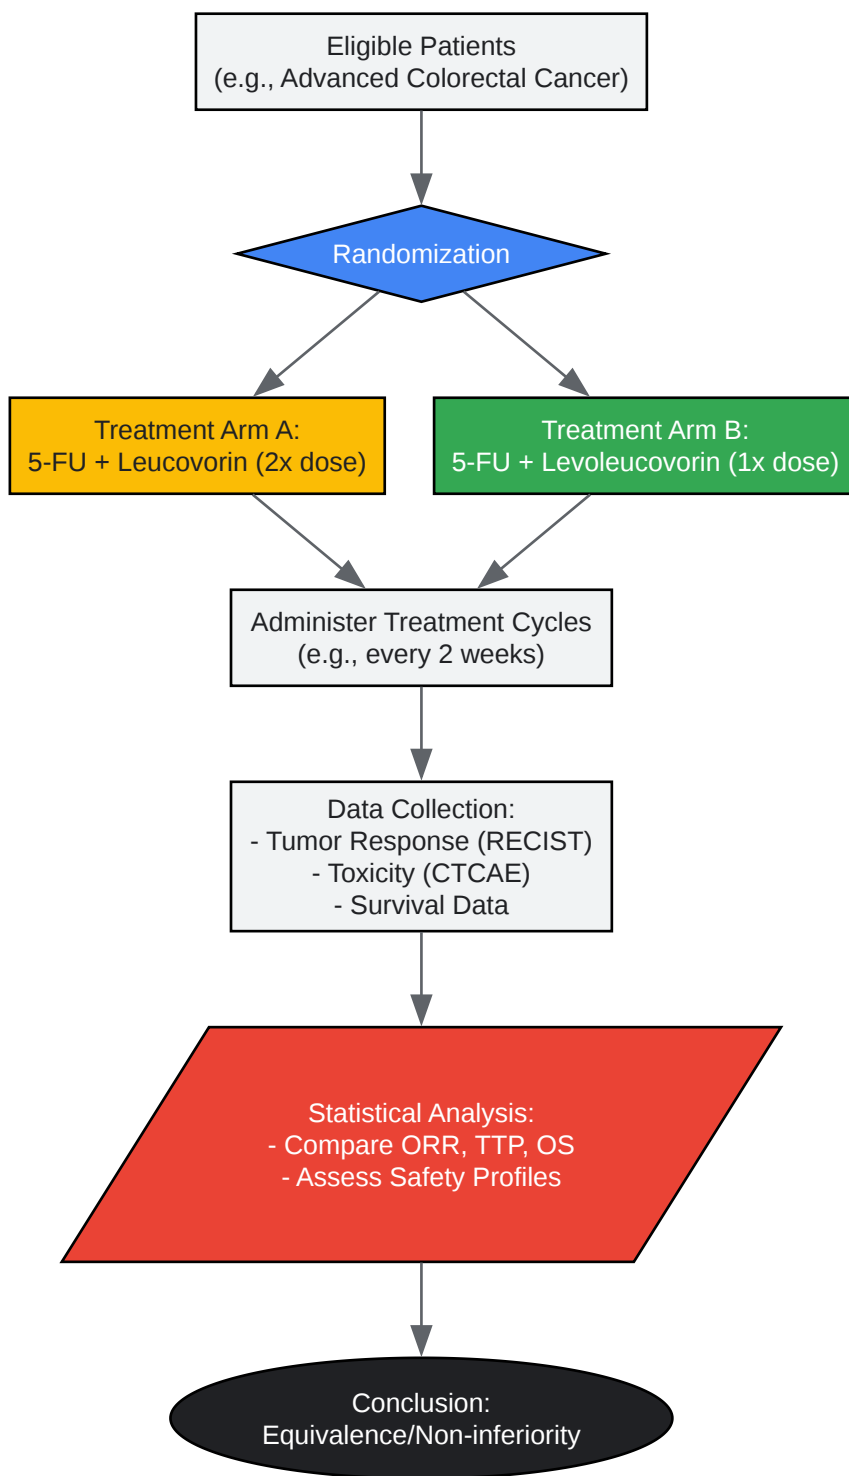 Eligible Patients
(e.g., Advanced Colorectal Cancer)
Randomization
Treatment Arm A:
5-FU + Leucovorin (2x dose)
Treatment Arm B:
5-FU + Levoleucovorin (1x dose)
Administer Treatment Cycles
(e.g., every 2 weeks)
Data Collection:
- Tumor Response (RECIST)
- Toxicity (CTCAE)
- Survival Data
Statistical Analysis:
- Compare ORR, TTP, OS
- Assess Safety Profiles
Conclusion:
Equivalence/Non-inferiority